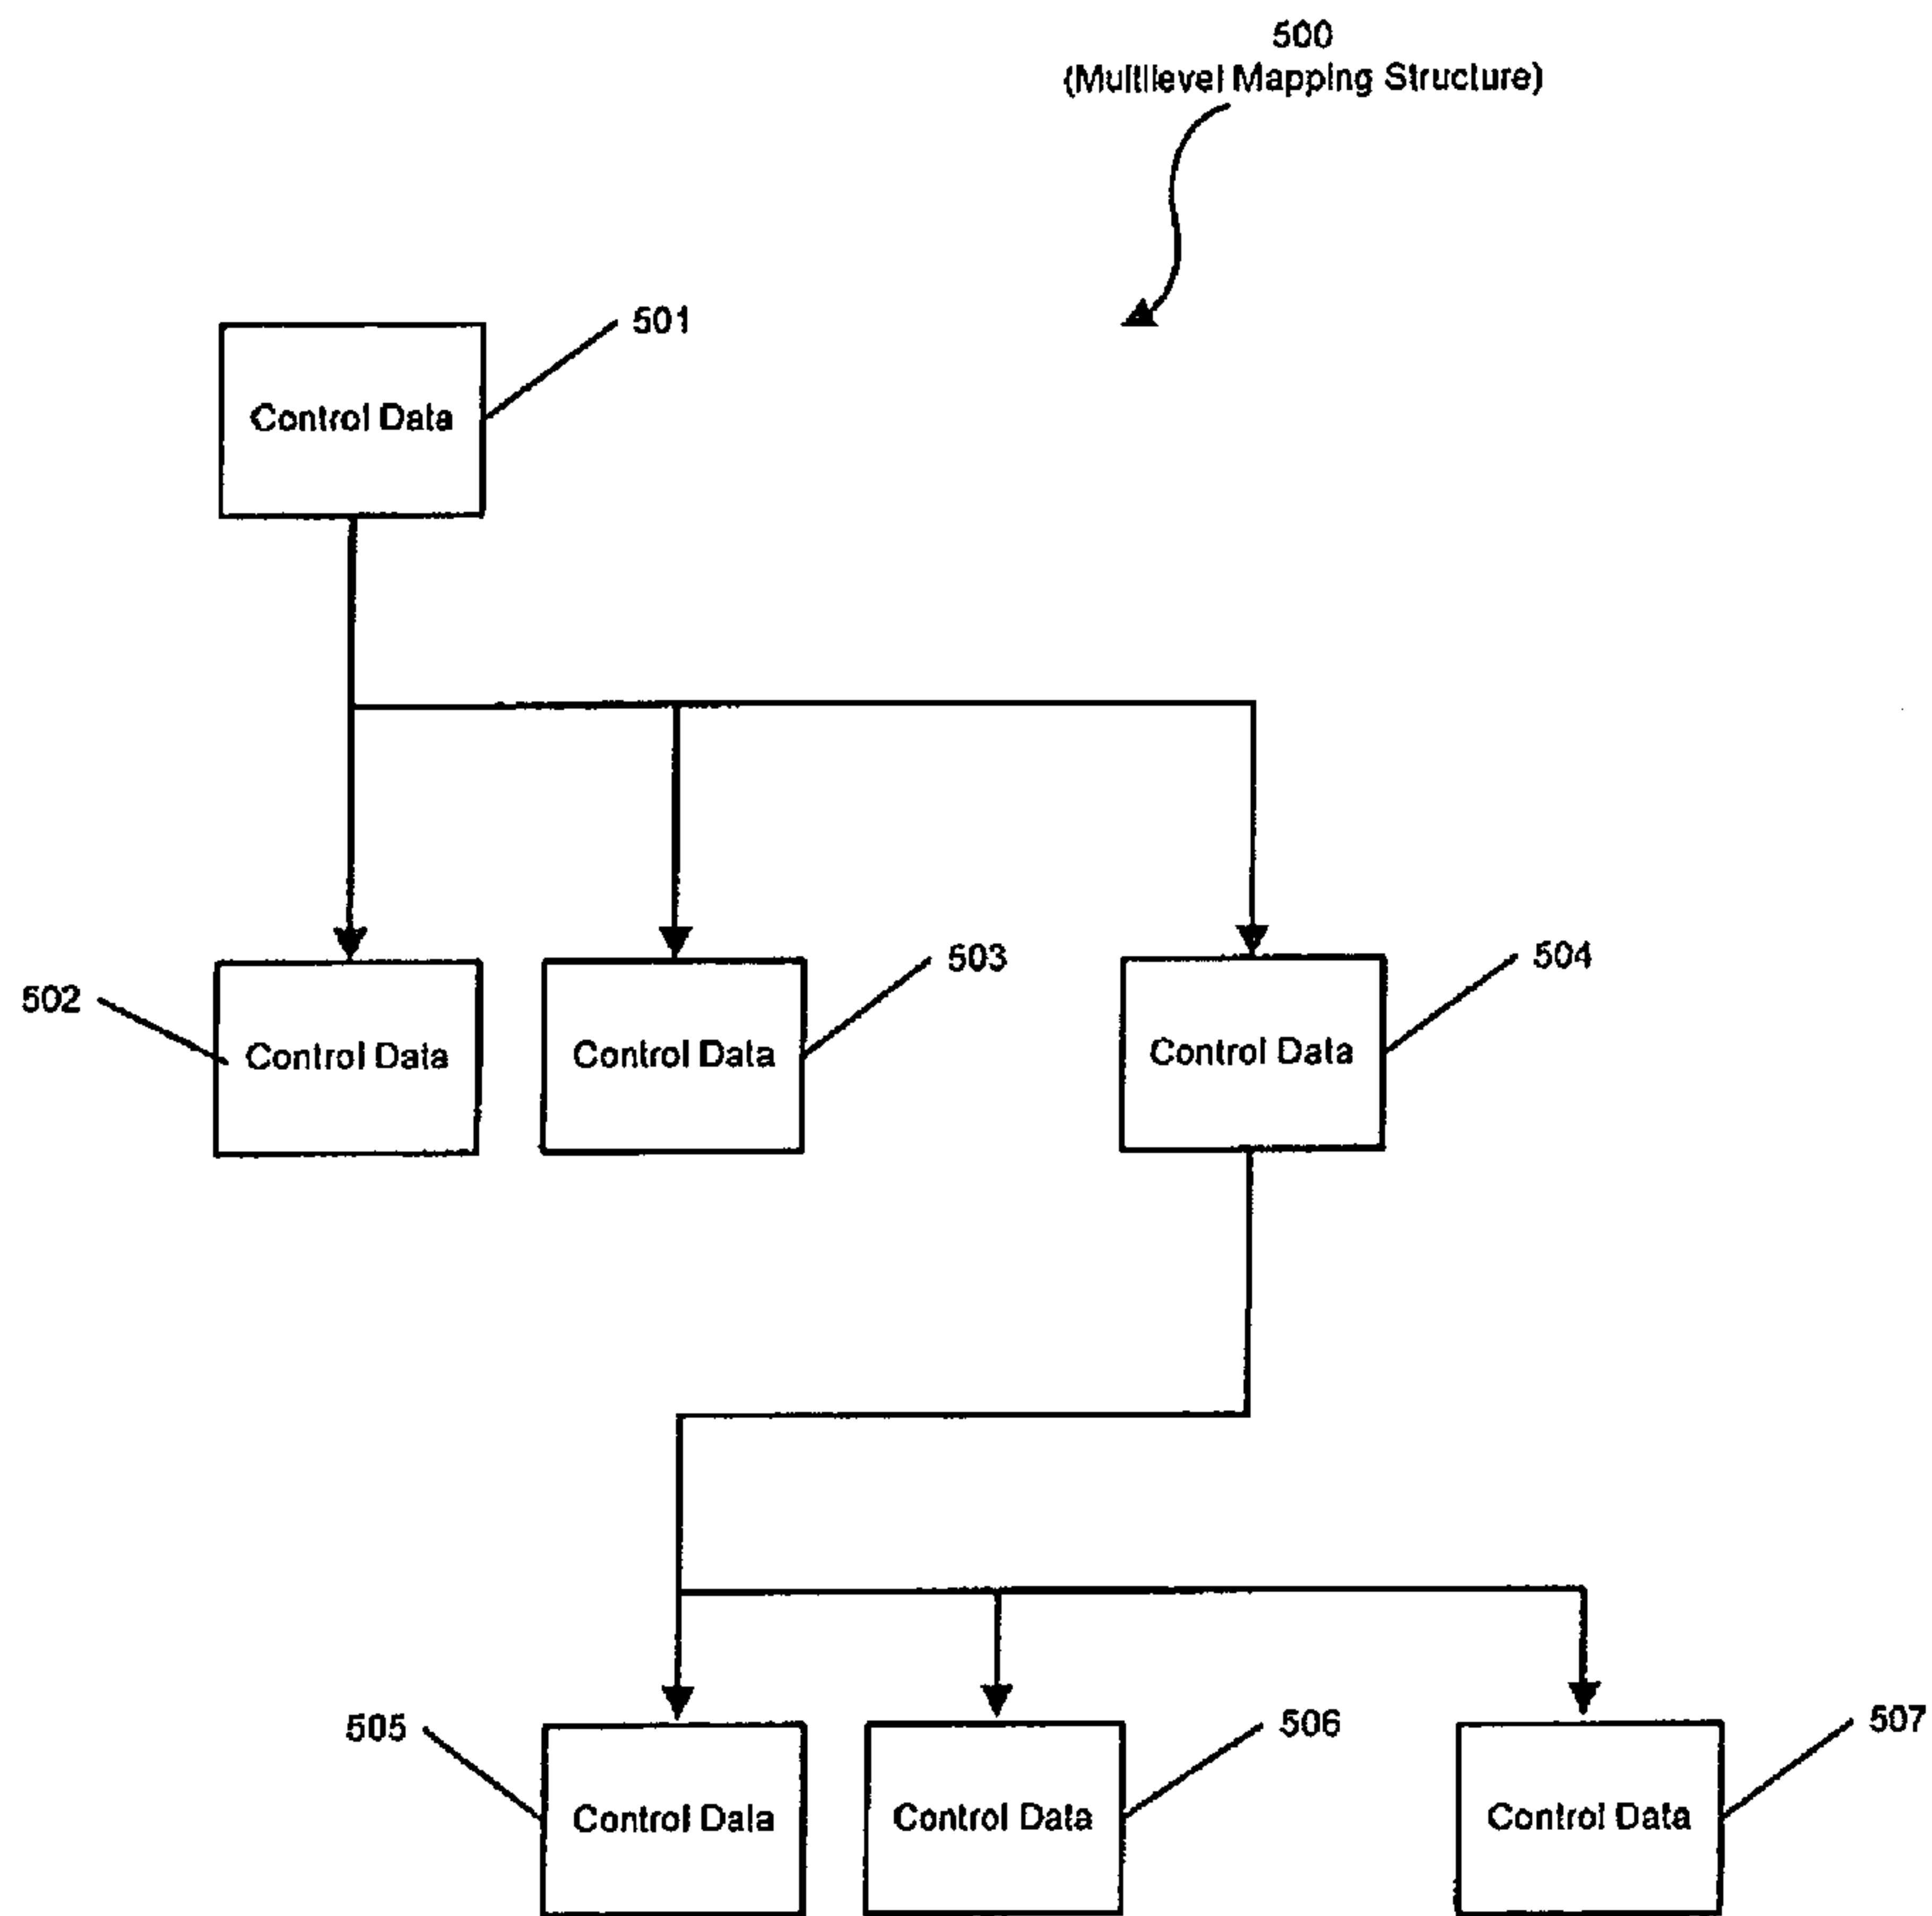 500
(Multilevel Mapping Structure)
501
Control Data
502
Control Data
503
Control Data
504
Control Data
505
Control Data
506
Control Data
507
Control Data